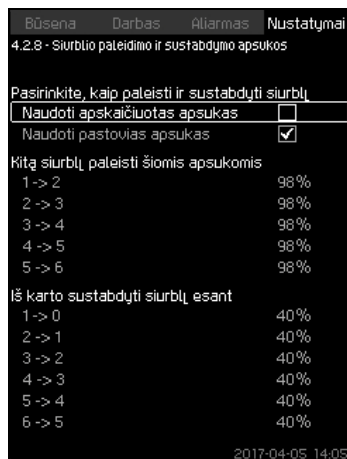 Būsena Darbas Aliarmas Nustatymai
4.2.8 - Siurblio paleidimo ir sustabdymo apsukos
Pasirinkite, kaip paleisti ir sustabdyti siurblį
Naudoti apskaičiuotas apsukas
Naudoti pastovias apsukas
Kitą siurblį paleisti šiomis apsukomis
1 -> 2 98%
2 -> 3 98%
3 -> 4 98%
4 -> 5 98%
5 -> 6 98%
Iš karto sustabdyti siurblį esant
1 -> 0 40%
2 -> 1 40%
3 -> 2 40%
4 -> 3 40%
5 -> 4 40%
6 -> 5 40%
2017-04-05 14:05